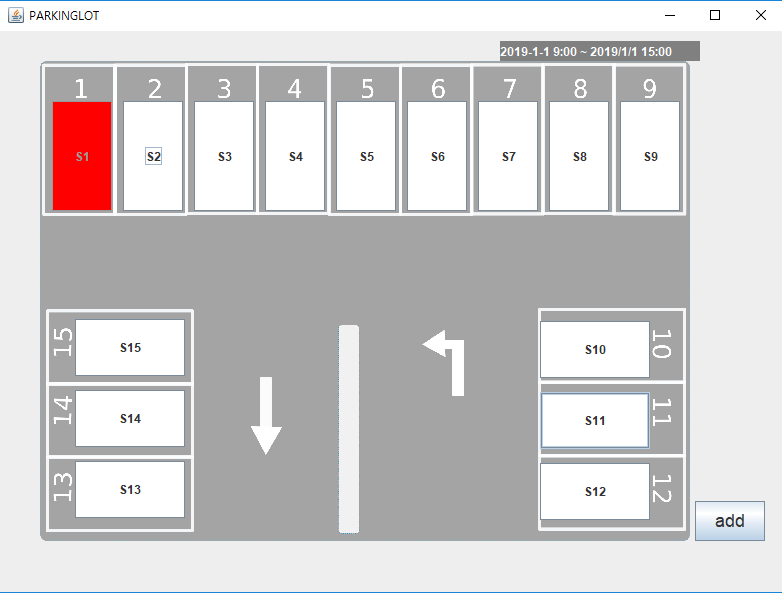 PARKINGLOT
2019-1-1 9:00 ~ 2019/1/1 15:00
1 2 3 4 5 6 7 8 9
S1 S2 S3 S4 S5 S6 S7 S8 S9
15 S15
S10 10
14 S14
S11 11
13 S13
S12 12
add